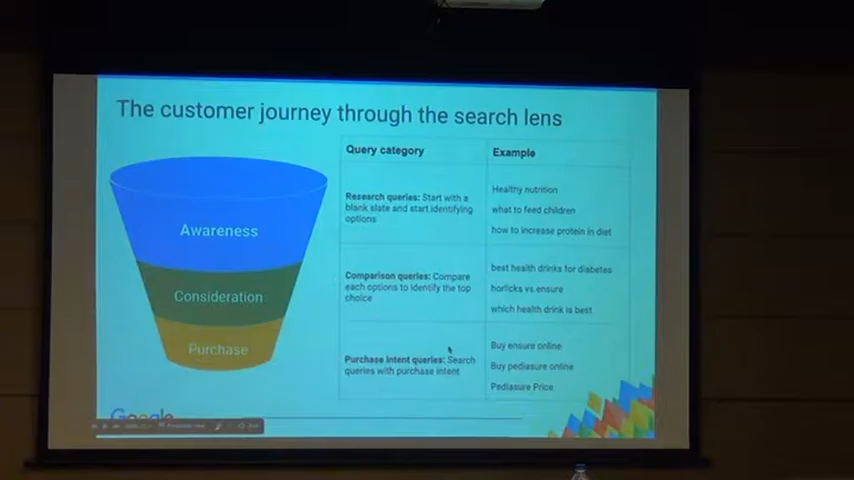 The customer journey through the search lens
Awareness
Consideration
Purchase
Query category
Example
Research queries: Start with a
blank slate and start identifying
options
Healthy nutrition
what to feed children
how to increase protein in diet
Comparison queries: Compare
each options to identify the top
choice
best health drinks for diabetes
horlicks vs ensure
which health drink is best
Purchase intent queries: Search
queries with purchase intent
Buy ensure online
Buy pediasure online
Pediasure Price
Google